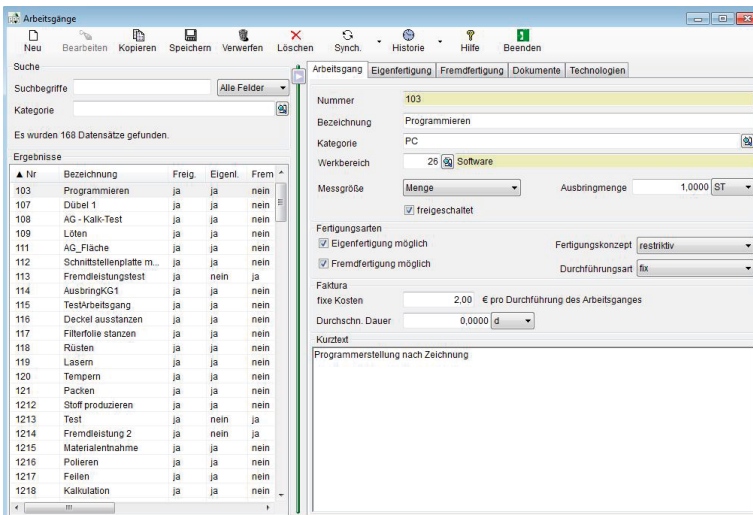 Arbeitsgänge
Neu Bearbeiten Kopieren Speichern Verwerfen Löschen Synch. Historie Hilfe Beenden
Suche
Suchbegriffe Alle Felder
Kategorie
Es wurden 168 Datensätze gefunden.
Ergebnisse
▲ Nr Bezeichnung Freig. Eigenl. Frem
103 Programmieren ja ja nein
107 Dübel 1 ja ja nein
108 AG - Kalk-Test ja ja nein
109 Löten ja ja nein
111 AG_Fläche ja ja nein
112 Schnittstellenplatte m... ja ja nein
113 Fremdleistungstest ja nein ja
114 AusbringKG1 ja ja nein
115 TestArbeitsgang ja ja nein
116 Deckel ausstanzen ja ja nein
117 Filterfolie stanzen ja ja nein
118 Rüsten ja ja nein
119 Lasern ja ja nein
120 Tempern ja ja nein
121 Packen ja ja nein
1212 Stoff produzieren ja ja nein
1213 Test ja nein ja
1214 Fremdleistung 2 ja nein ja
1215 Materialentnahme ja ja nein
1216 Polieren ja ja nein
1217 Feilen ja ja nein
1218 Kalkulation ja ja nein
Arbeitsgang Eigenfertigung Fremdfertigung Dokumente Technologien
Nummer 103
Bezeichnung Programmieren
Kategorie PC
Werkbereich 26 Software
Messgröße Menge Ausbringmenge 1,0000 ST
freigeschaltet
Fertigungsarten
Eigenfertigung möglich Fertigungskonzept restriktiv
Fremdfertigung möglich Durchführungsart fix
Faktura
fixe Kosten 2,00 € pro Durchführung des Arbeitsganges
Durchschn. Dauer 0,0000 d
Kurztext
Programmerstellung nach Zeichnung